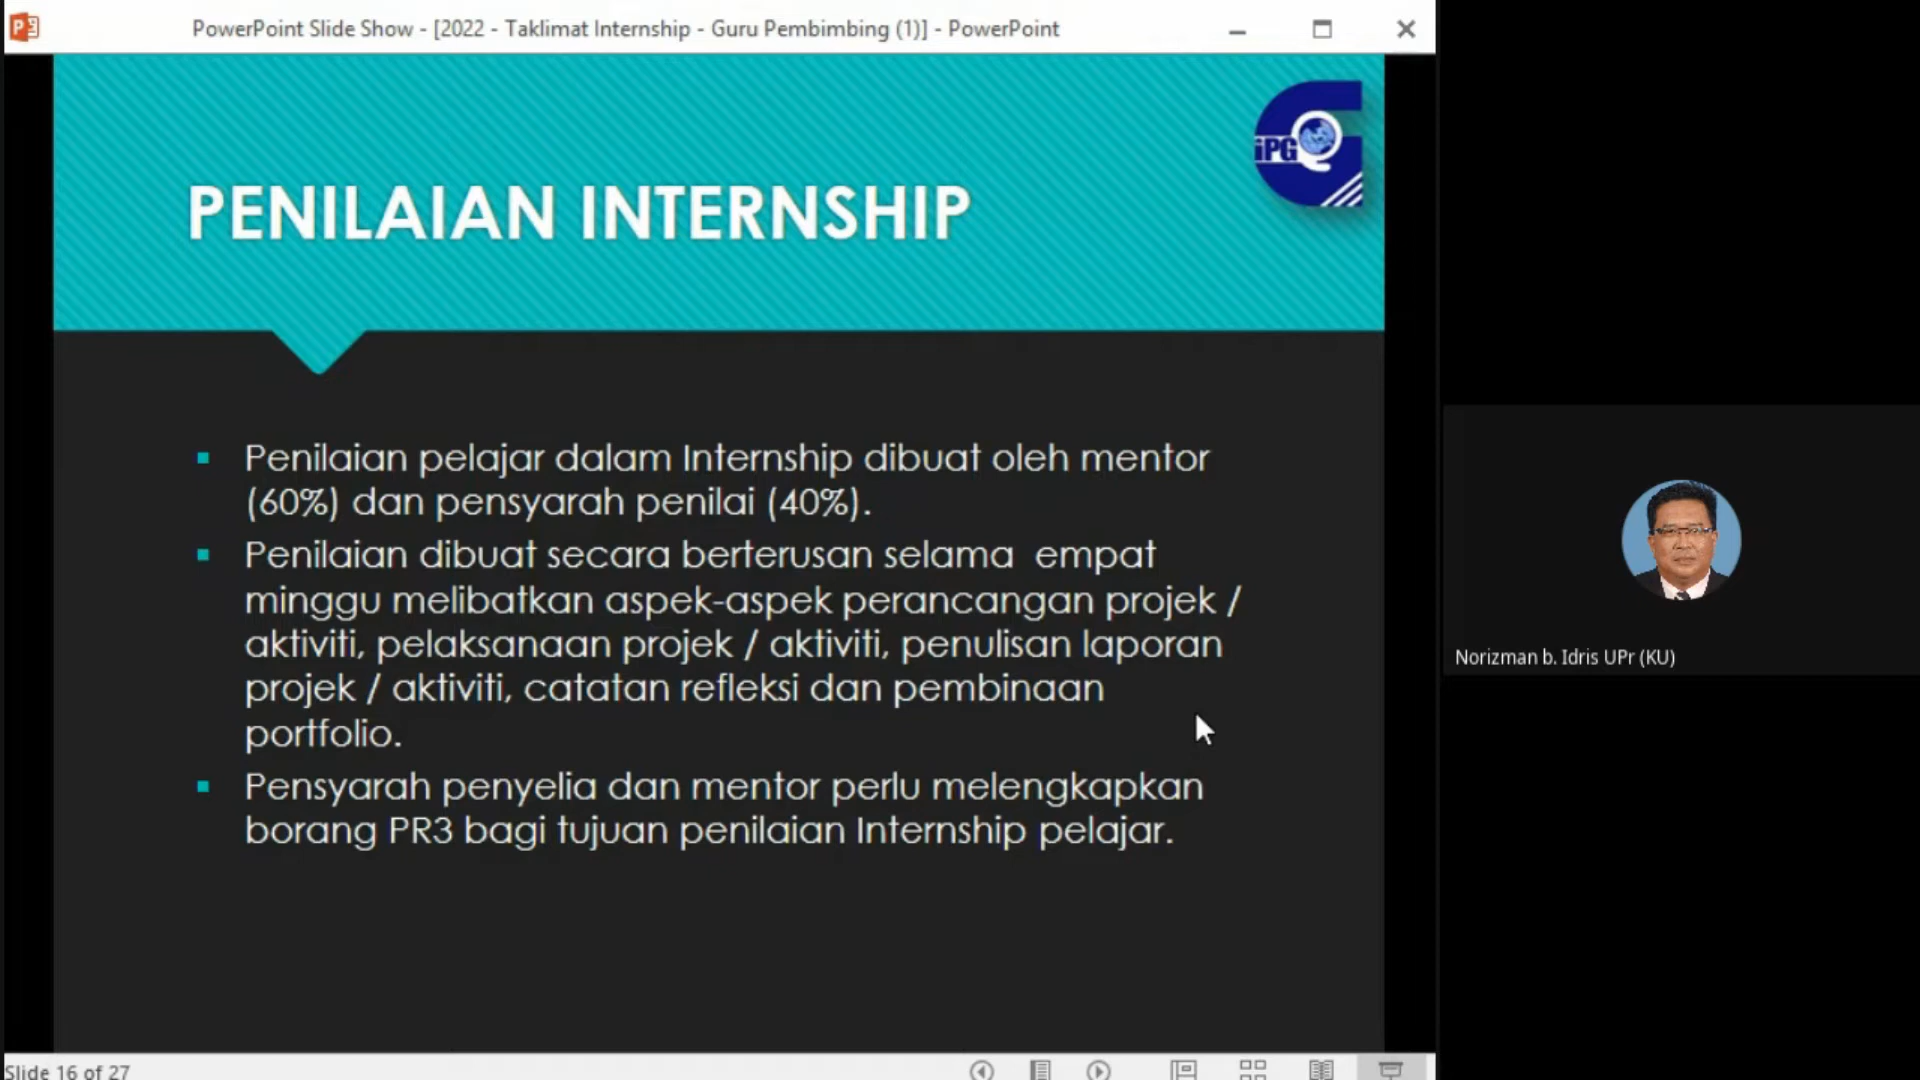 PowerPoint Slide Show - [2022 - Taklimat Internship - Guru Pembimbing (1)] - PowerPoint
iPG
PENILAIAN INTERNSHIP
Penilaian pelajar dalam Internship dibuat oleh mentor
(60%) dan pensyarah penilai (40%).
Penilaian dibuat secara berterusan selama  empat
minggu melibatkan aspek-aspek perancangan projek /
aktiviti, pelaksanaan projek / aktiviti, penulisan laporan
projek / aktiviti, catatan refleksi dan pembinaan
portfolio.
Pensyarah penyelia dan mentor perlu melengkapkan
borang PR3 bagi tujuan penilaian Internship pelajar.
Norizman b. Idris UPr (KU)
Slide 16 of 27